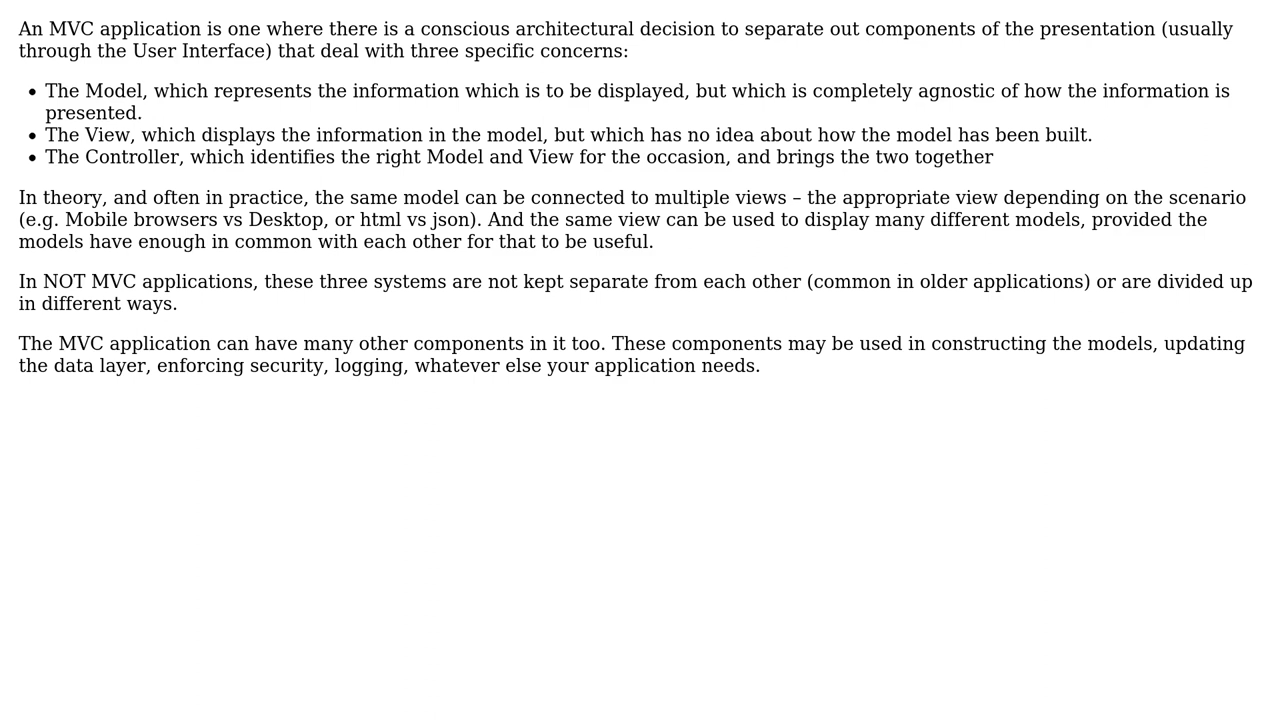 An MVC application is one where there is a conscious architectural decision to separate out components of the presentation (usually
through the User Interface) that deal with three specific concerns:
• The Model, which represents the information which is to be displayed, but which is completely agnostic of how the information is
presented.
• The View, which displays the information in the model, but which has no idea about how the model has been built.
• The Controller, which identifies the right Model and View for the occasion, and brings the two together
In theory, and often in practice, the same model can be connected to multiple views – the appropriate view depending on the scenario
(e.g. Mobile browsers vs Desktop, or html vs json). And the same view can be used to display many different models, provided the
models have enough in common with each other for that to be useful.
In NOT MVC applications, these three systems are not kept separate from each other (common in older applications) or are divided up
in different ways.
The MVC application can have many other components in it too. These components may be used in constructing the models, updating
the data layer, enforcing security, logging, whatever else your application needs.